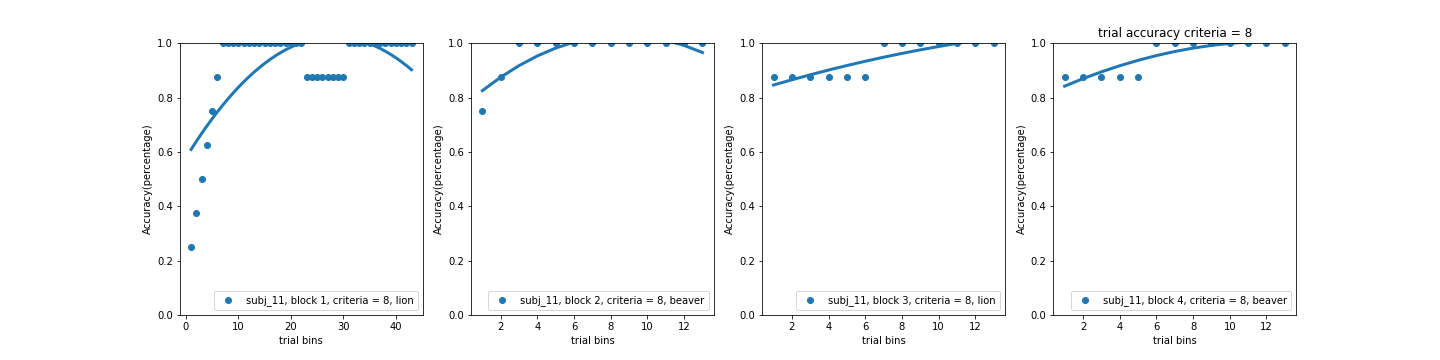 trial accuracy criteria = 8
1.0
0.8
0.6
0.4
0.2
0.0
Accuracy(percentage)
0 10 20 30 40
trial bins
subj_11, block 1, criteria = 8, lion
1.0
0.8
0.6
0.4
0.2
0.0
Accuracy(percentage)
2 4 6 8 10 12
trial bins
subj_11, block 2, criteria = 8, beaver
1.0
0.8
0.6
0.4
0.2
0.0
Accuracy(percentage)
2 4 6 8 10 12
trial bins
subj_11, block 3, criteria = 8, lion
1.0
0.8
0.6
0.4
0.2
0.0
Accuracy(percentage)
2 4 6 8 10 12
trial bins
subj_11, block 4, criteria = 8, beaver